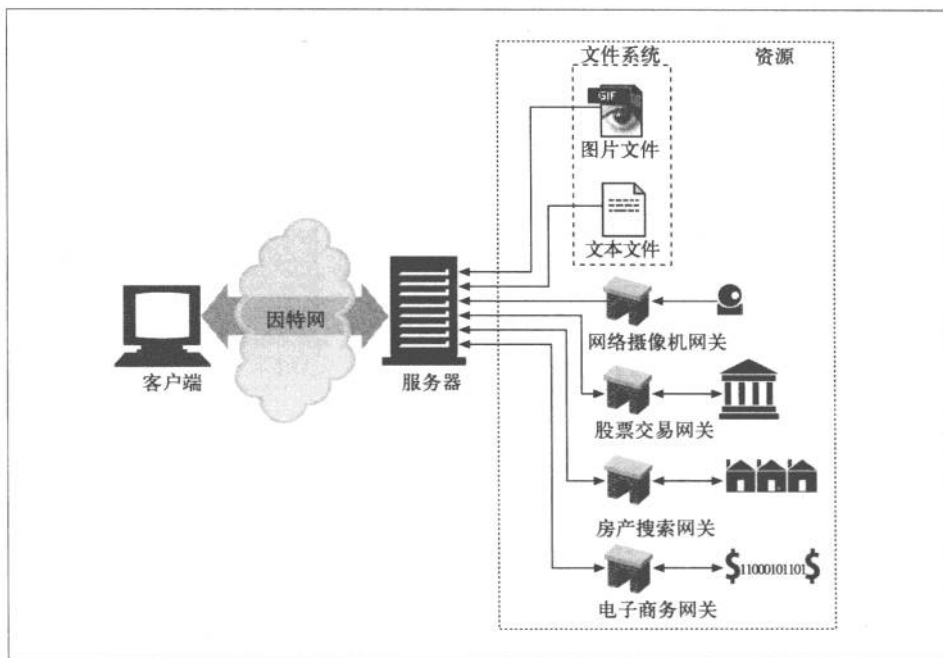 文件系统
资源
GIF
图片文件
文本文件
因特网
客户端
服务器
网络摄像机网关
股票交易网关
房产搜索网关
$11000101101$
电子商务网关